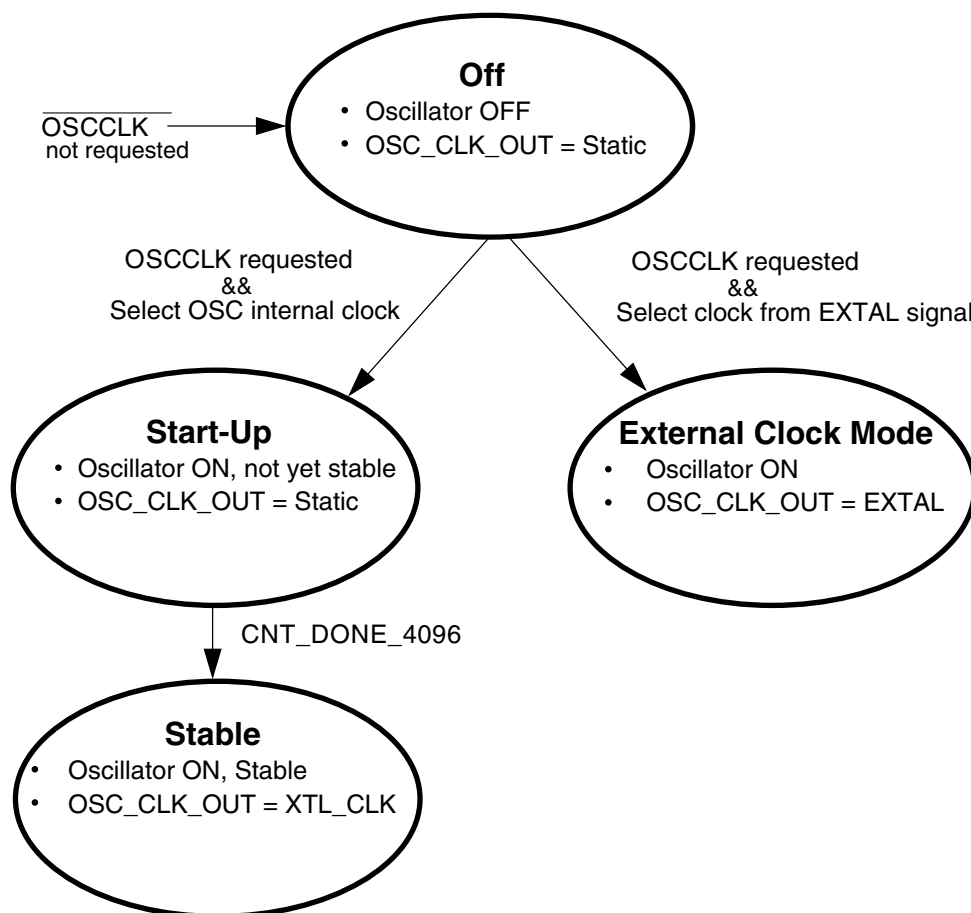 Off
• Oscillator OFF
• OSC_CLK_OUT = Static
OSCCLK
not requested
OSCCLK requested
&&
Select OSC internal clock
OSCCLK requested
&&
Select clock from EXTAL signal
Start-Up
• Oscillator ON, not yet stable
• OSC_CLK_OUT = Static
External Clock Mode
• Oscillator ON
• OSC_CLK_OUT = EXTAL
CNT_DONE_4096
Stable
• Oscillator ON, Stable
• OSC_CLK_OUT = XTL_CLK